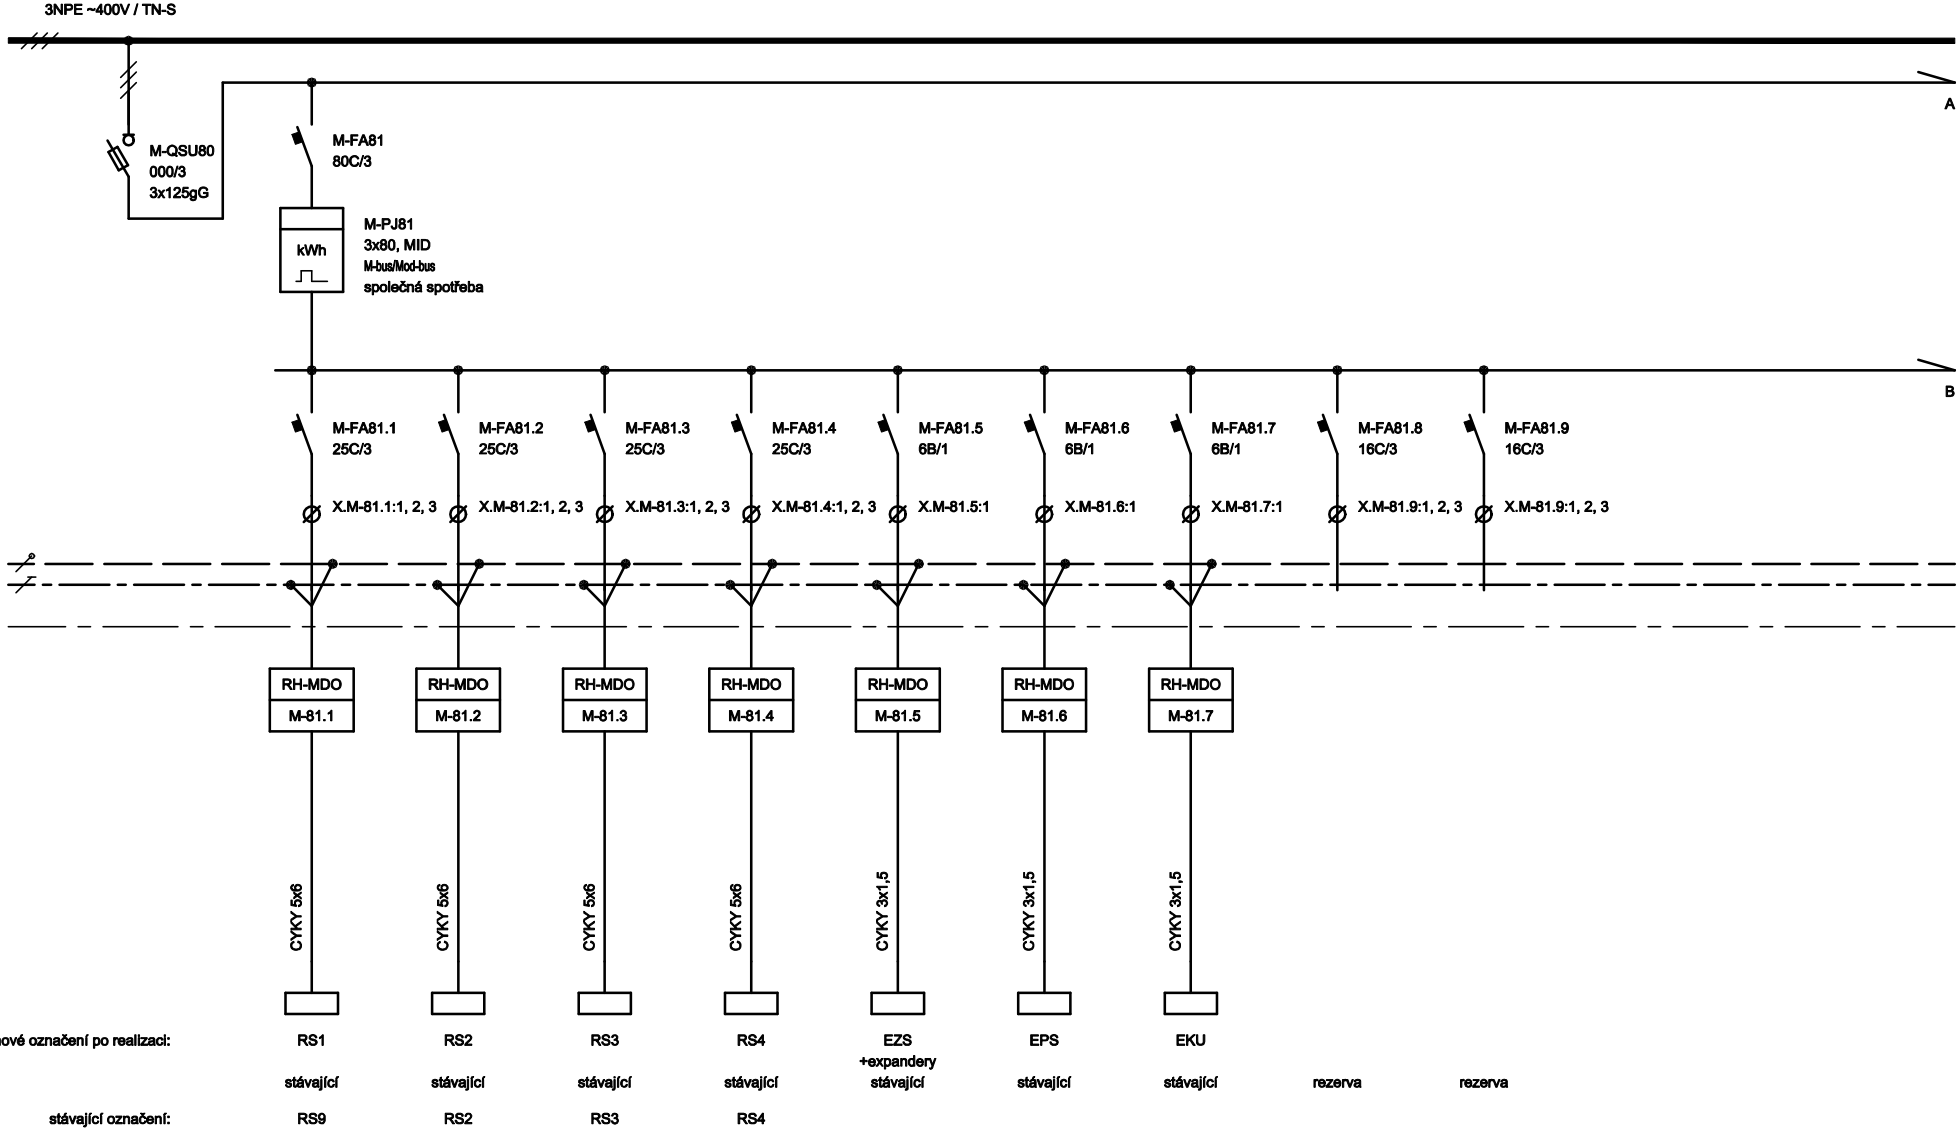 3NPE ~400V / TN-S
A
M-QSU80
000/3
3x125gG
M-FA81
80C/3
kWh
M-PJ81
3x80, MID
M-bus/Mod-bus
společná spotřeba
B
M-FA81.1
25C/3
M-FA81.2
25C/3
M-FA81.3
25C/3
M-FA81.4
25C/3
M-FA81.5
6B/1
M-FA81.6
6B/1
M-FA81.7
6B/1
M-FA81.8
16C/3
M-FA81.9
16C/3
X.M-81.1:1, 2, 3
X.M-81.2:1, 2, 3
X.M-81.3:1, 2, 3
X.M-81.4:1, 2, 3
X.M-81.5:1
X.M-81.6:1
X.M-81.7:1
X.M-81.9:1, 2, 3
X.M-81.9:1, 2, 3
RH-MDO
M-81.1
RH-MDO
M-81.2
RH-MDO
M-81.3
RH-MDO
M-81.4
RH-MDO
M-81.5
RH-MDO
M-81.6
RH-MDO
M-81.7
CYKY 5x6
CYKY 5x6
CYKY 5x6
CYKY 5x6
CYKY 3x1,5
CYKY 3x1,5
CYKY 3x1,5
nové označení po realizaci:
RS1
RS2
RS3
RS4
EZS
+expandery
EPS
EKU
stávající
stávající
stávající
stávající
stávající
stávající
stávající
rezerva
rezerva
stávající označení:
RS9
RS2
RS3
RS4